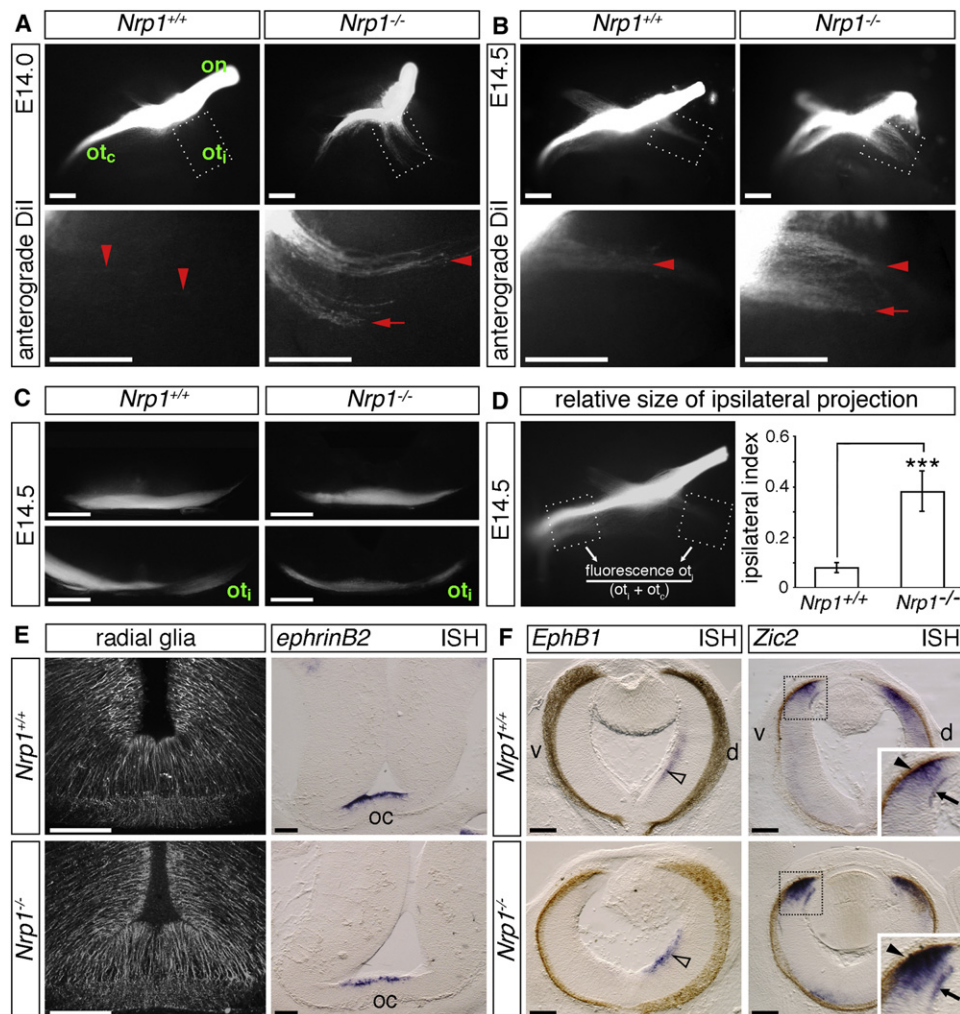 A Nrp1+/+ Nrp1-/-
E14.0
anterograde DiI
on
otc
oti
B Nrp1+/+ Nrp1-/-
E14.5
anterograde DiI
C Nrp1+/+ Nrp1-/-
E14.5
oti
oti
D relative size of ipsilateral projection
E14.5
fluorescence oti
(oti + otc)
ipsilateral index
0.6
0.4
0.2
0
***
Nrp1+/+ Nrp1-/-
E radial glia ephrinB2 ISH
Nrp1+/+
oc
Nrp1-/-
oc
F EphB1 ISH Zic2 ISH
Nrp1+/+
v d
v d
Nrp1-/-